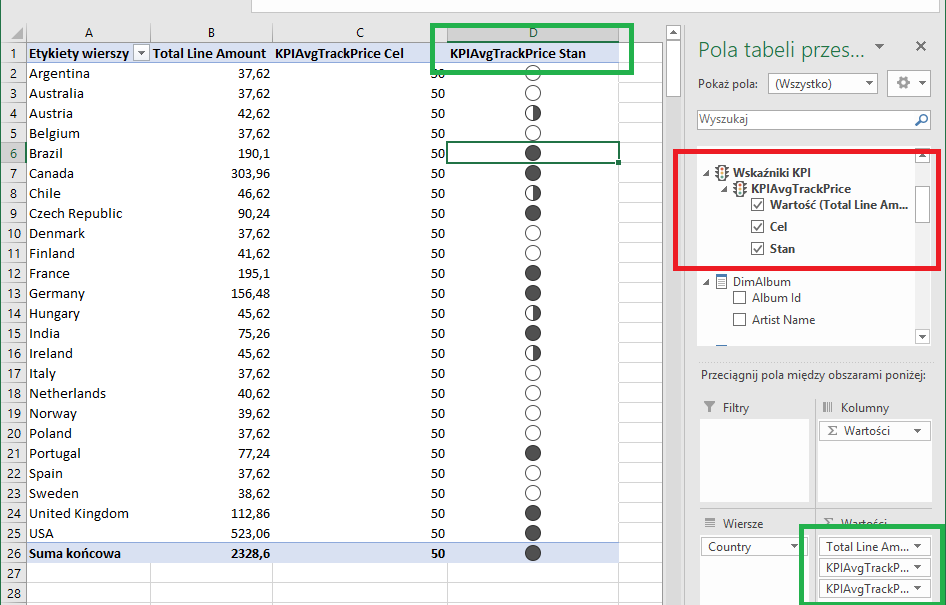 A B C D
1 Etykiety wierszy Total Line Amount KPIAvgTrackPrice Cel KPIAvgTrackPrice Stan
2 Argentina 37,62 50
3 Australia 37,62 50
4 Austria 42,62 50
5 Belgium 37,62 50
6 Brazil 190,1 50
7 Canada 303,96 50
8 Chile 46,62 50
9 Czech Republic 90,24 50
10 Denmark 37,62 50
11 Finland 41,62 50
12 France 195,1 50
13 Germany 156,48 50
14 Hungary 45,62 50
15 India 75,26 50
16 Ireland 45,62 50
17 Italy 37,62 50
18 Netherlands 40,62 50
19 Norway 39,62 50
20 Poland 37,62 50
21 Portugal 77,24 50
22 Spain 37,62 50
23 Sweden 38,62 50
24 United Kingdom 112,86 50
25 USA 523,06 50
26 Suma końcowa 2328,6 50
27
28
Pola tabeli przes...
Pokaż pola: (Wszystko)
Wyszukaj
Wskaźniki KPI
KPIAvgTrackPrice
Wartość (Total Line Am...
Cel
Stan
DimAlbum
Album Id
Artist Name
Przeciągnij pola między obszarami poniżej:
Filtry
Kolumny
Σ Wartości
Wiersze
Σ Wartości
Country
Total Line Am...
KPIAvgTrackP...
KPIAvgTrackP...